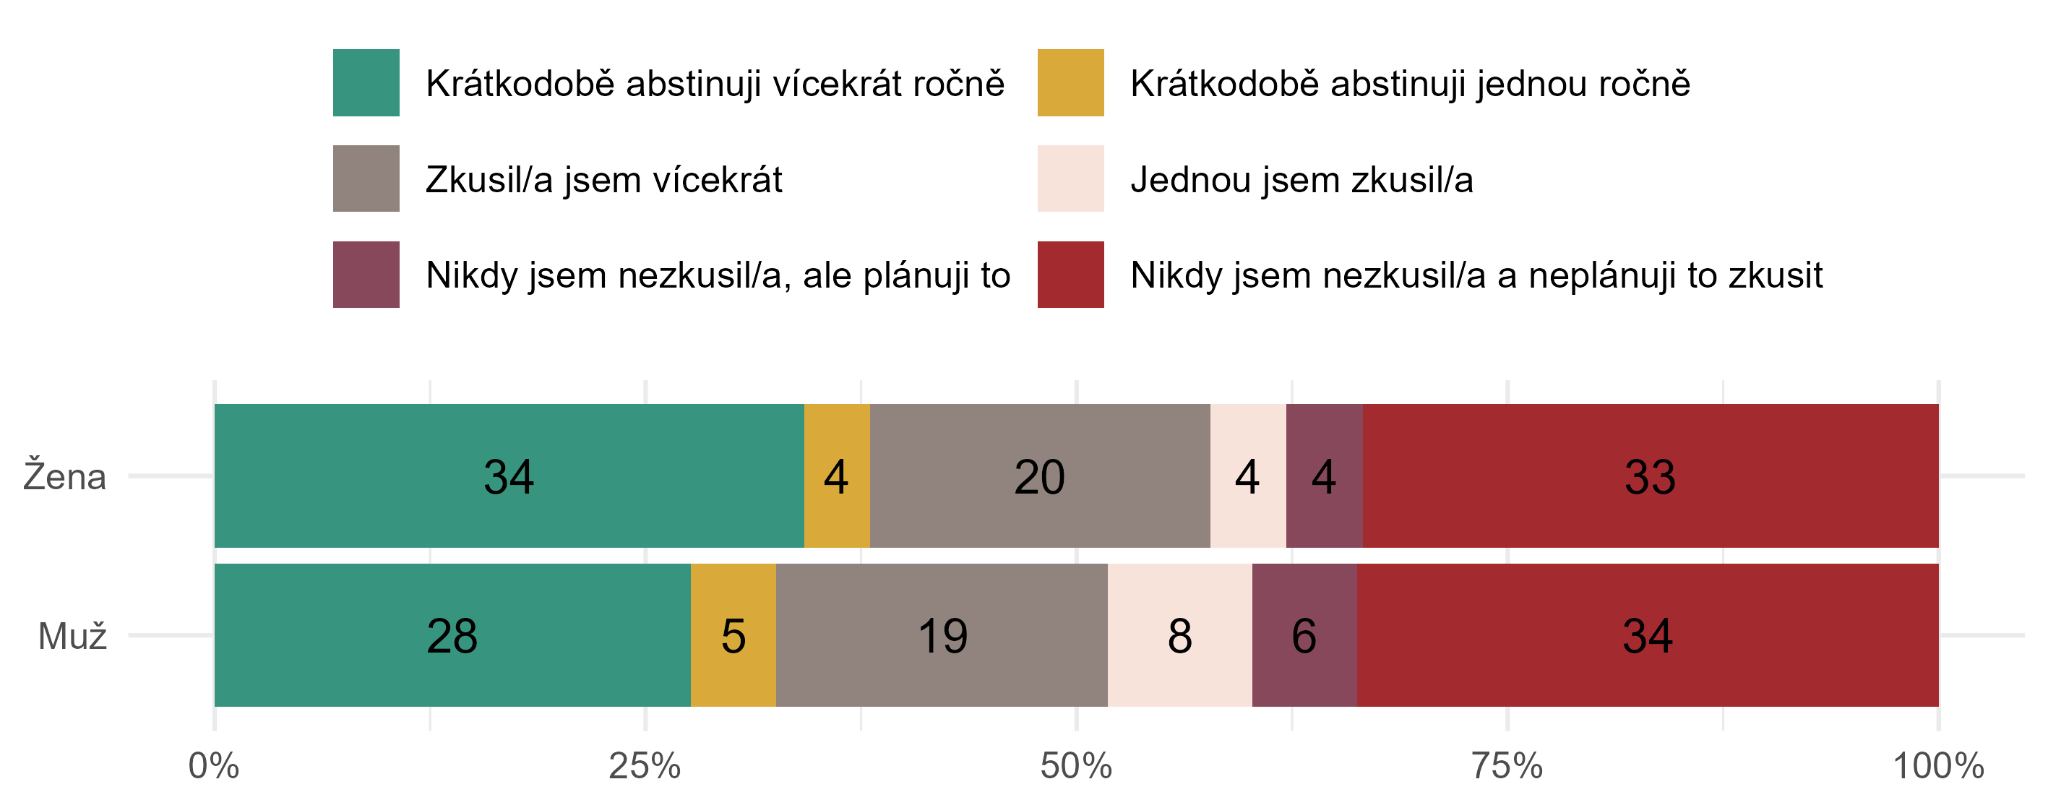 Krátkodobě abstinuji vícekrát ročně Krátkodobě abstinuji jednou ročně
Zkusil/a jsem vícekrát Jednou jsem zkusil/a
Nikdy jsem nezkusil/a, ale plánuji to Nikdy jsem nezkusil/a a neplánuji to zkusit
Žena 34 4 20 4 4 33
Muž 28 5 19 8 6 34
0% 25% 50% 75% 100%